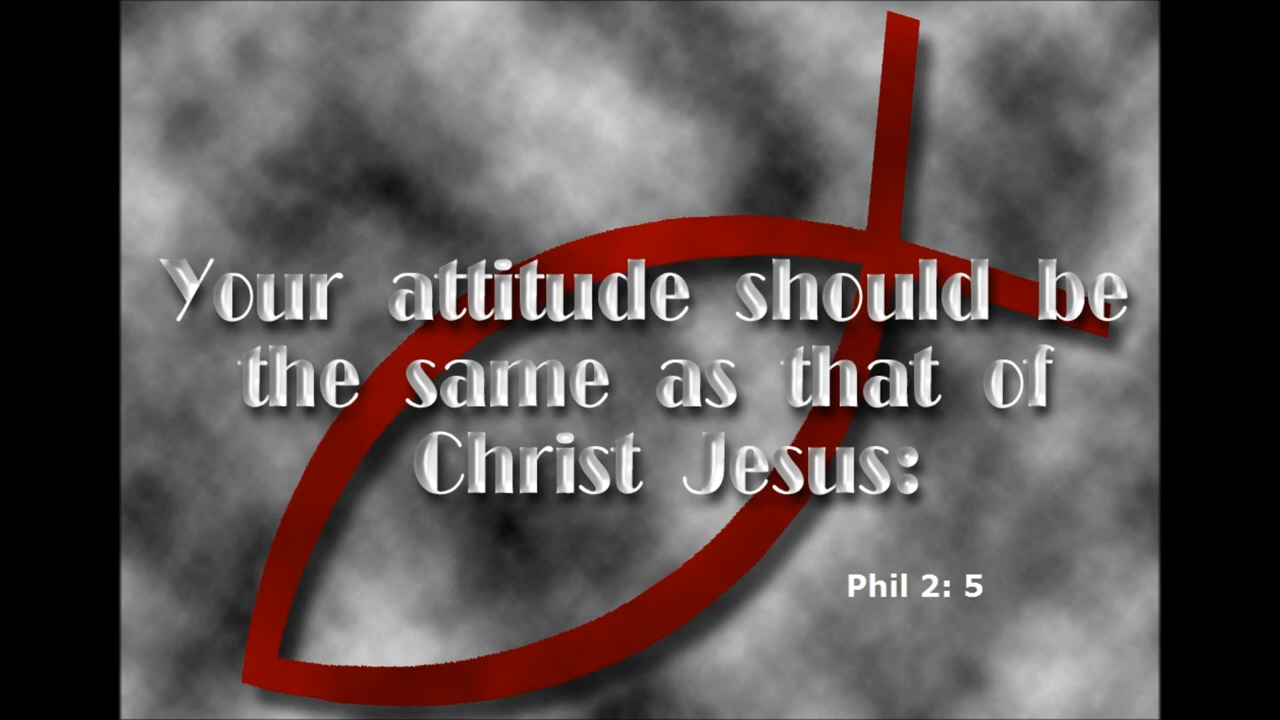 Your attitude should be
the same as that of
Christ Jesus:
Phil 2: 5